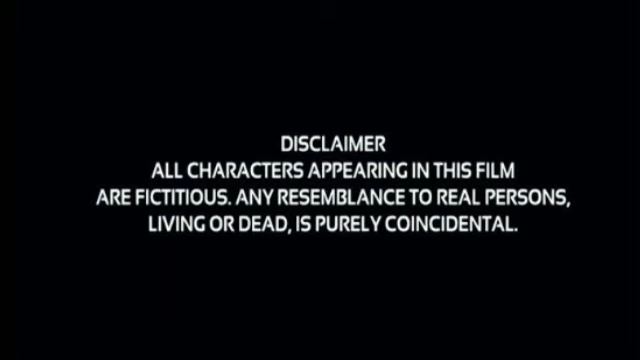 DISCLAIMER
ALL CHARACTERS APPEARING IN THIS FILM
ARE FICTITIOUS. ANY RESEMBLANCE TO REAL PERSONS,
LIVING OR DEAD, IS PURELY COINCIDENTAL.